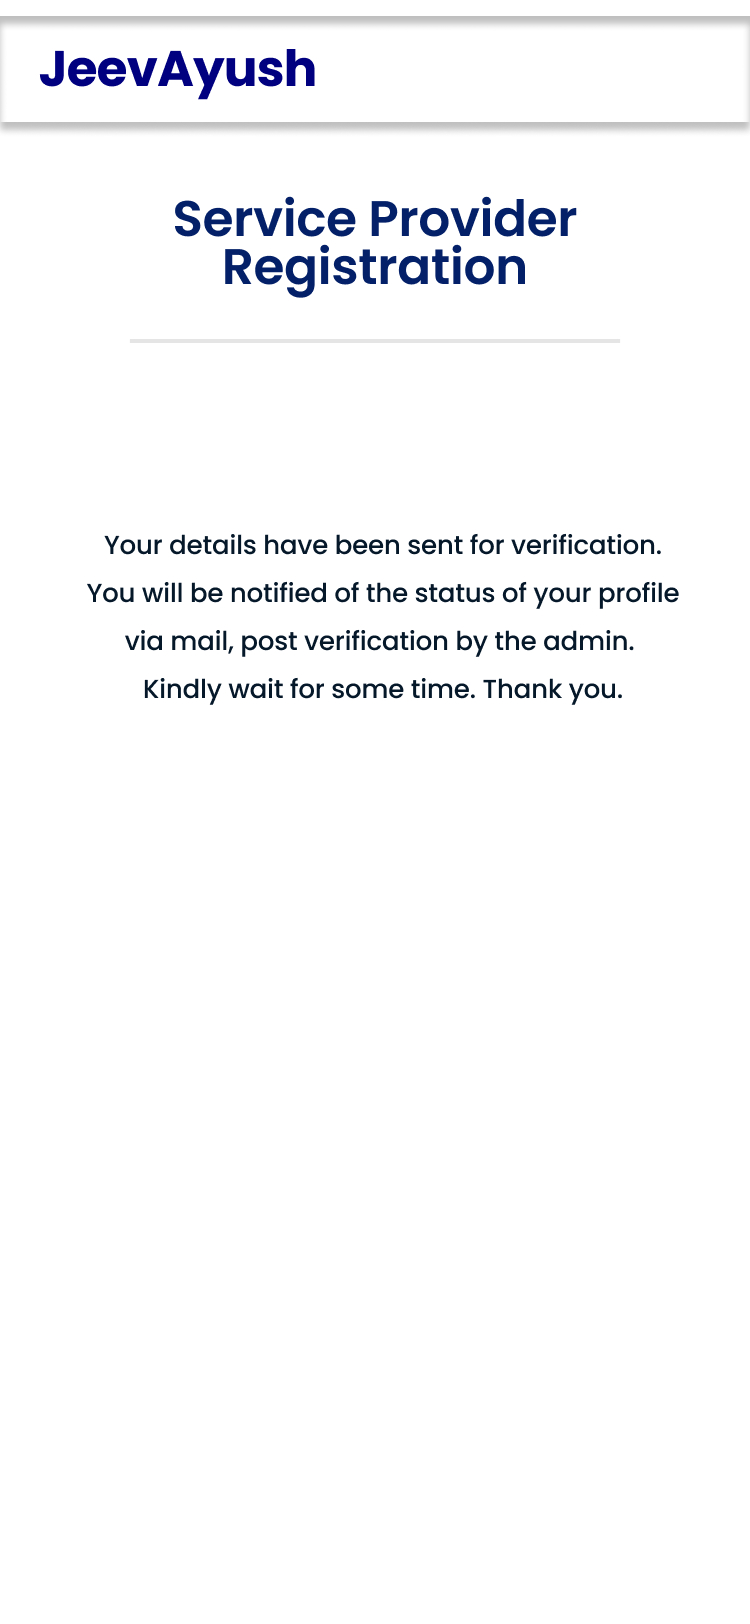 JeevAyush
Service Provider
Registration
Your details have been sent for verification.
You will be notified of the status of your profile
via mail, post verification by the admin.
Kindly wait for some time. Thank you.